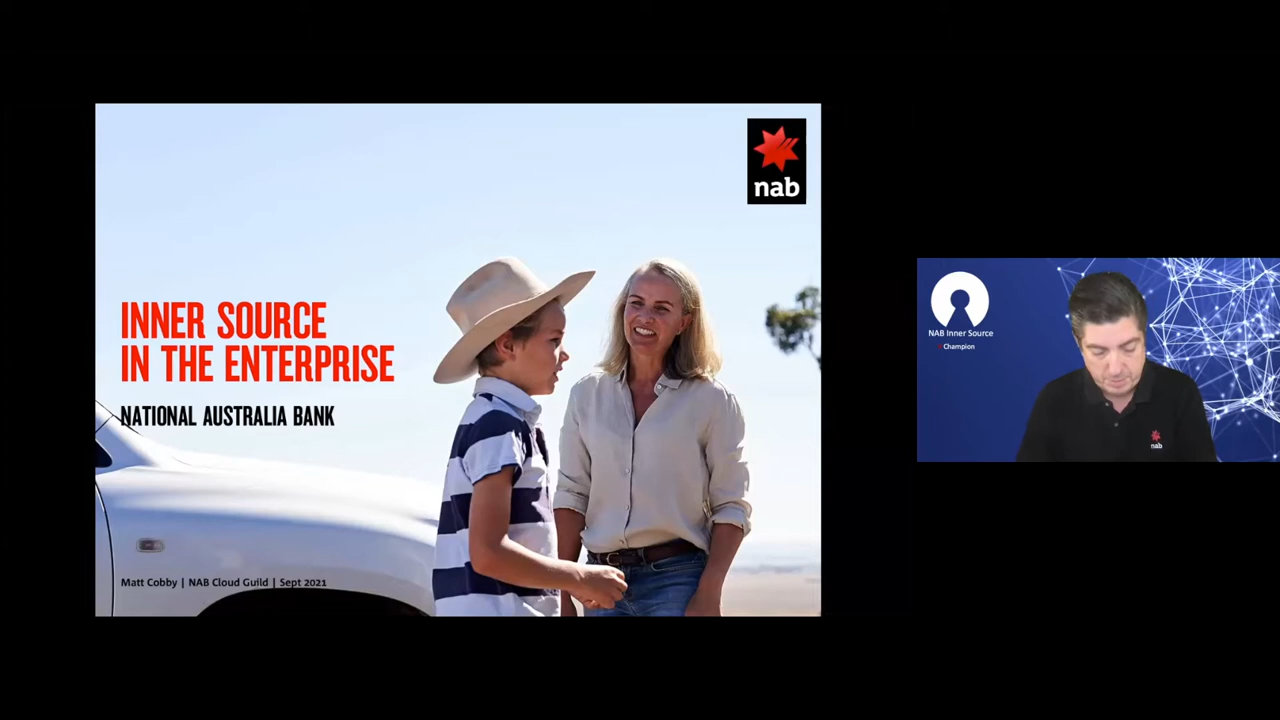 nab
INNER SOURCE
IN THE ENTERPRISE
NATIONAL AUSTRALIA BANK
Matt Cobby | NAB Cloud Guild | Sept 2021
NAB Inner Source
Champion
nab